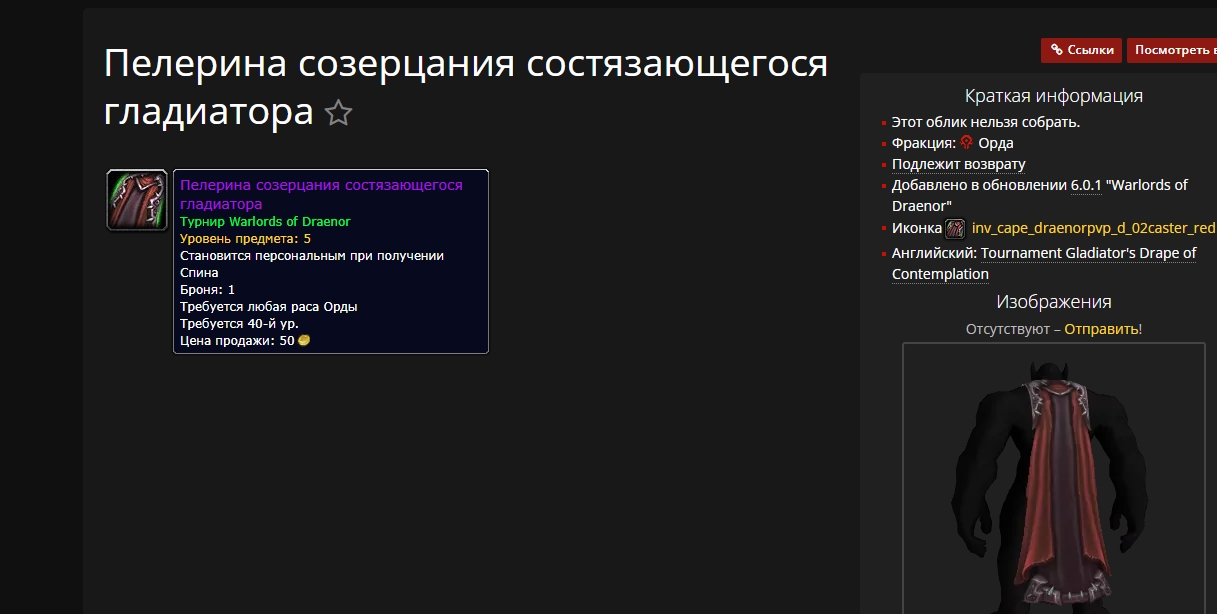 Пелерина созерцания состязающегося
гладиатора
Ссылки
Посмотреть в
Пелерина созерцания состязающегося
гладиатора
Турнир Warlords of Draenor
Уровень предмета: 5
Становится персональным при получении
Спина
Броня: 1
Требуется любая раса Орды
Требуется 40-й ур.
Цена продажи: 50
Краткая информация
Этот облик нельзя собрать.
Фракция: Орда
Подлежит возврату
Добавлено в обновлении 6.0.1 "Warlords of
Draenor"
Иконка inv_cape_draenorpvp_d_02caster_red
Английский: Tournament Gladiator's Drape of
Contemplation
Изображения
Отсутствуют – Отправить!